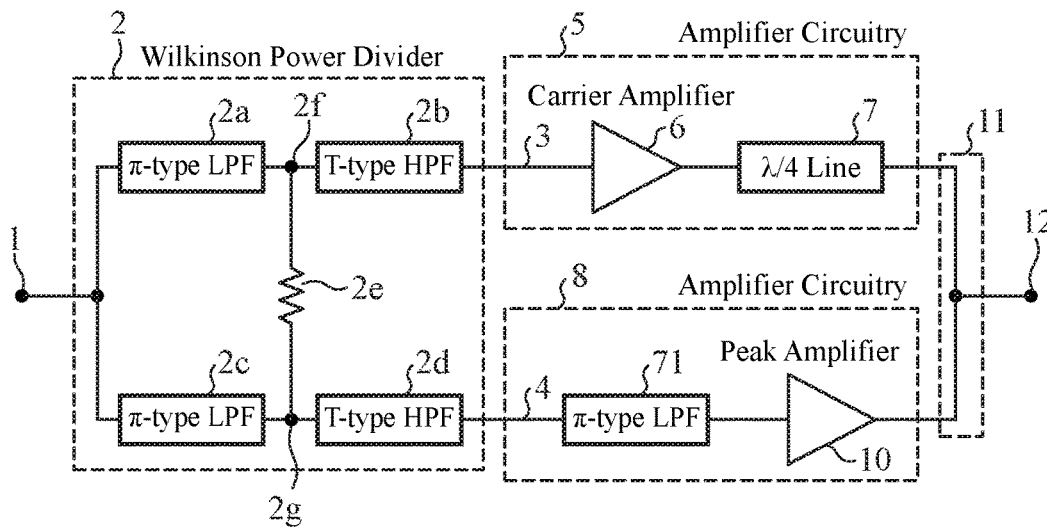 2
Wilkinson Power Divider
5
Amplifier Circuitry
2a
2f
2b
Carrier Amplifier
6
7
11
π-type LPF
T-type HPF
3
λ/4 Line
1
12
2e
8
Amplifier Circuitry
2c
2d
4
71
Peak Amplifier
π-type LPF
T-type HPF
π-type LPF
2g
10